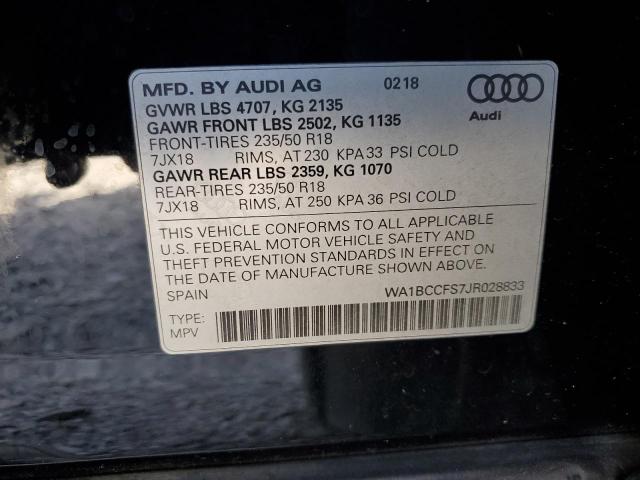 MFD. BY AUDI AG 0218
GVWR LBS 4707, KG 2135
GAWR FRONT LBS 2502, KG 1135
FRONT-TIRES 235/50 R18
7JX18 RIMS, AT 230 KPA 33 PSI COLD
GAWR REAR LBS 2359, KG 1070
REAR-TIRES 235/50 R18
7JX18 RIMS, AT 250 KPA 36 PSI COLD
Audi
THIS VEHICLE CONFORMS TO ALL APPLICABLE
U.S. FEDERAL MOTOR VEHICLE SAFETY AND
THEFT PREVENTION STANDARDS IN EFFECT ON
THE DATE OF MANUFACTURE SHOWN ABOVE.
SPAIN WA1BCCFS7JR028833
TYPE:
MPV